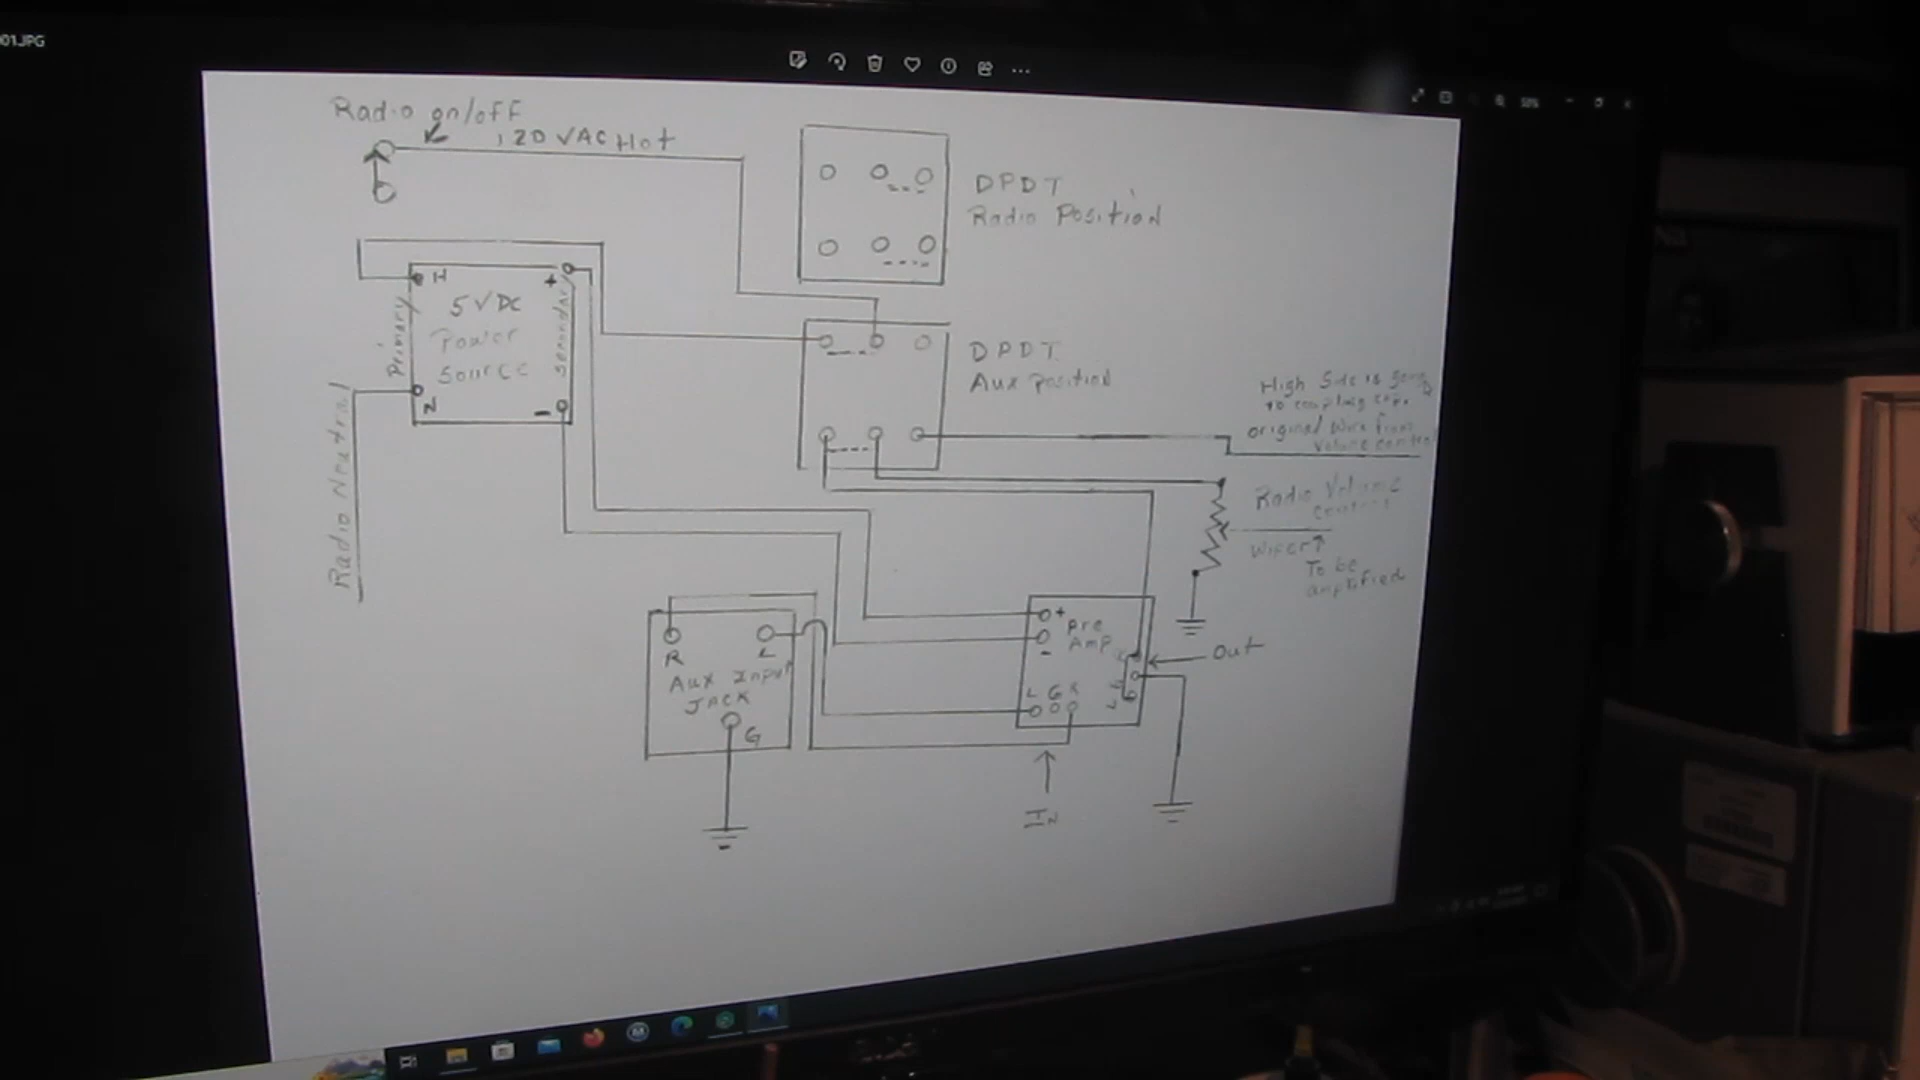 01.JPG
Radio on/off
120 VAC Hot
DPDT
Radio Position
H
+
5 VDC
Power
Source
Primary
Secondary
N
-
Radio Neutral
DPDT
Aux Position
High Side is going
to coupling cap.
original wire from
Volume control
Radio Volume
control
Wiper
To be
amplified
+
Pre
Amp
-
Out
L G R
R
L
Aux Input
Jack
G
In
50%